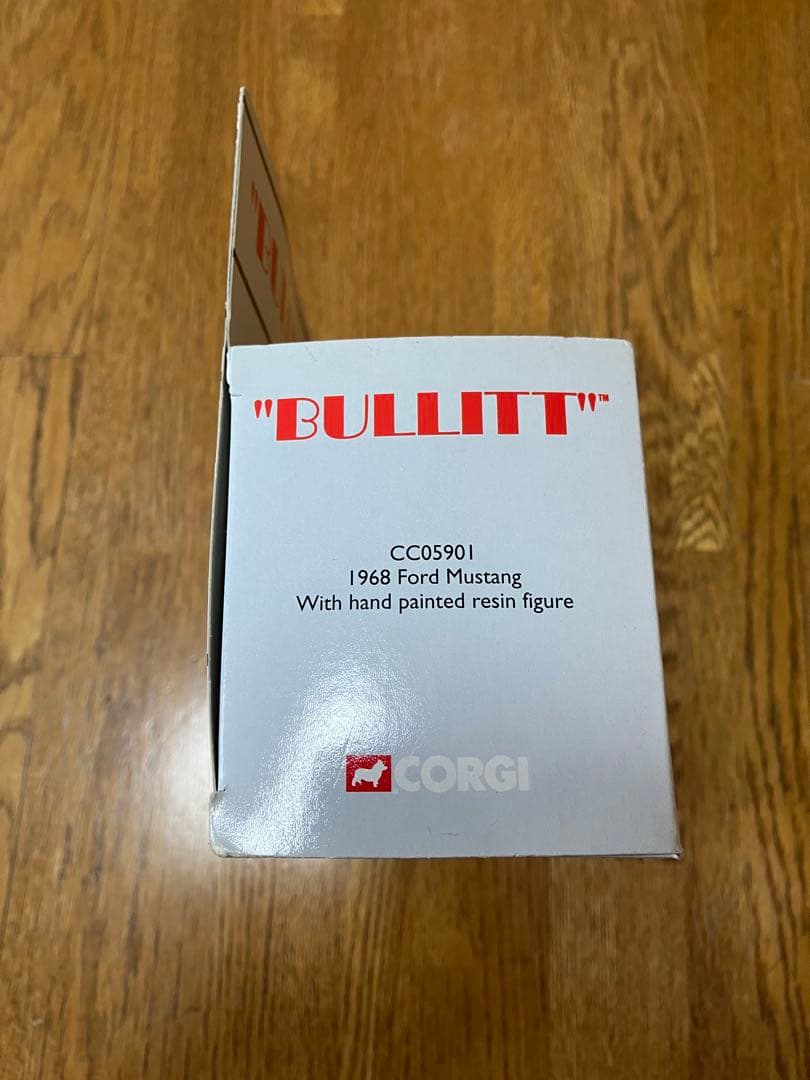 "BULLITT"™
CC05901
1968 Ford Mustang
With hand painted resin figure
CORGI